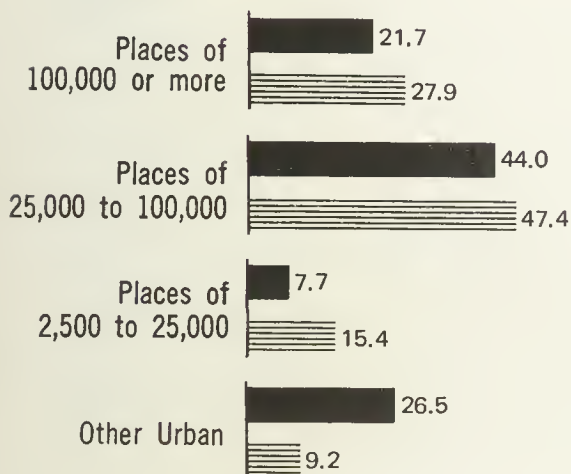 Places of
100,000 or more
21.7
27.9
Places of
25,000 to 100,000
44.0
47.4
Places of
2,500 to 25,000
7.7
15.4
Other Urban
26.5
9.2